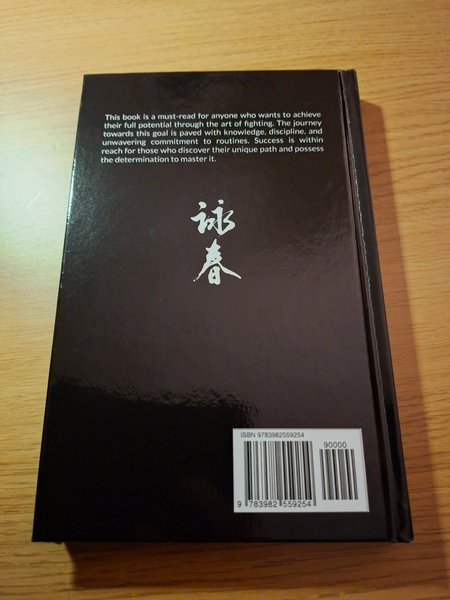 This book is a must-read for anyone who wants to achieve
their full potential through the art of fighting. The journey
towards this goal is paved with knowledge, discipline, and
unwavering commitment to routines. Success is within
reach for those who discover their unique path and possess
the determination to master it.
詠
春
ISBN 9783982559254
90000
9 783982 559254